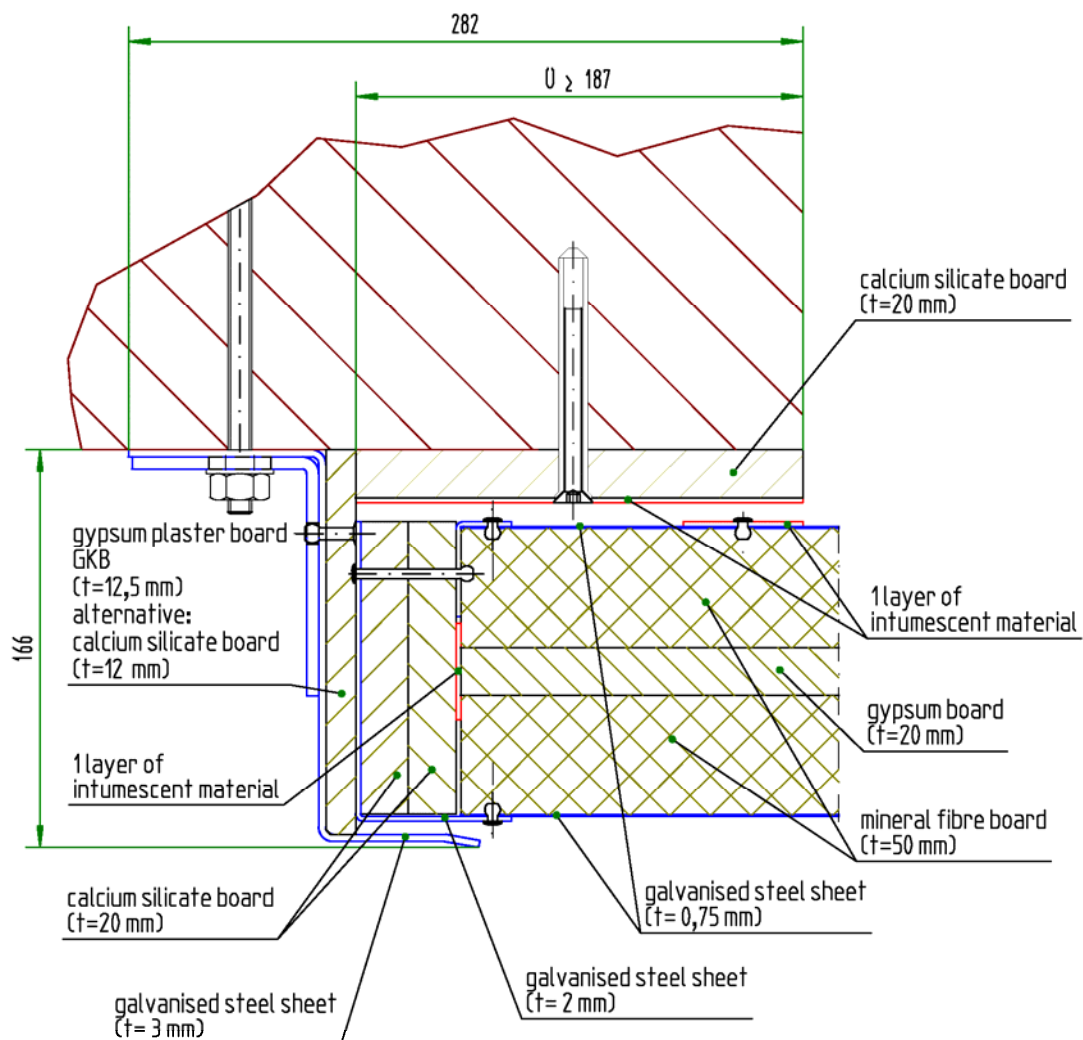 282
Ü ≥ 187
calcium silicate board
(t=20 mm)
166
gypsum plaster board
GKB
(t=12,5 mm)
alternative:
calcium silicate board
(t=12 mm)
1 layer of
intumescent material
1 layer of
intumescent material
gypsum board
(t=20 mm)
mineral fibre board
(t=50 mm)
calcium silicate board
(t=20 mm)
galvanised steel sheet
(t= 0,75 mm)
galvanised steel sheet
(t= 2 mm)
galvanised steel sheet
(t= 3 mm)